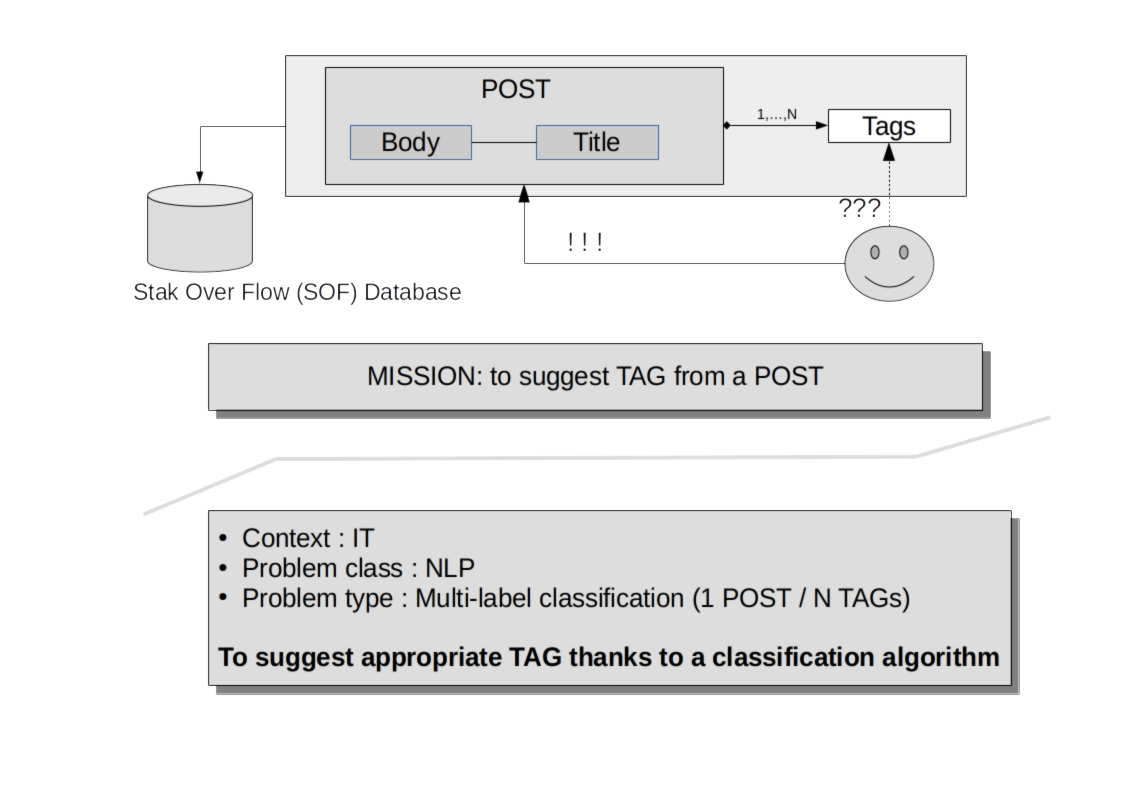 POST
Body
Title
1,...,N
Tags
???
! ! !
Stak Over Flow (SOF) Database
MISSION: to suggest TAG from a POST
• Context : IT
• Problem class : NLP
• Problem type : Multi-label classification (1 POST / N TAGs)
To suggest appropriate TAG thanks to a classification algorithm